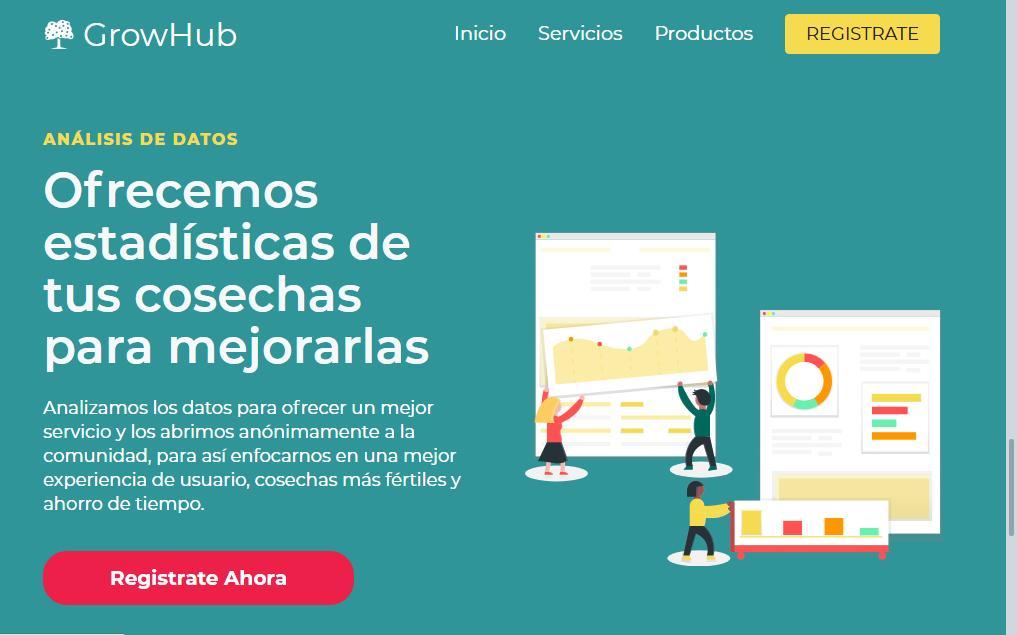 GrowHub
Inicio Servicios Productos REGISTRATE
ANÁLISIS DE DATOS
Ofrecemos
estadísticas de
tus cosechas
para mejorarlas
Analizamos los datos para ofrecer un mejor
servicio y los abrimos anónimamente a la
comunidad, para así enfocarnos en una mejor
experiencia de usuario, cosechas más fértiles y
ahorro de tiempo.
Registrate Ahora